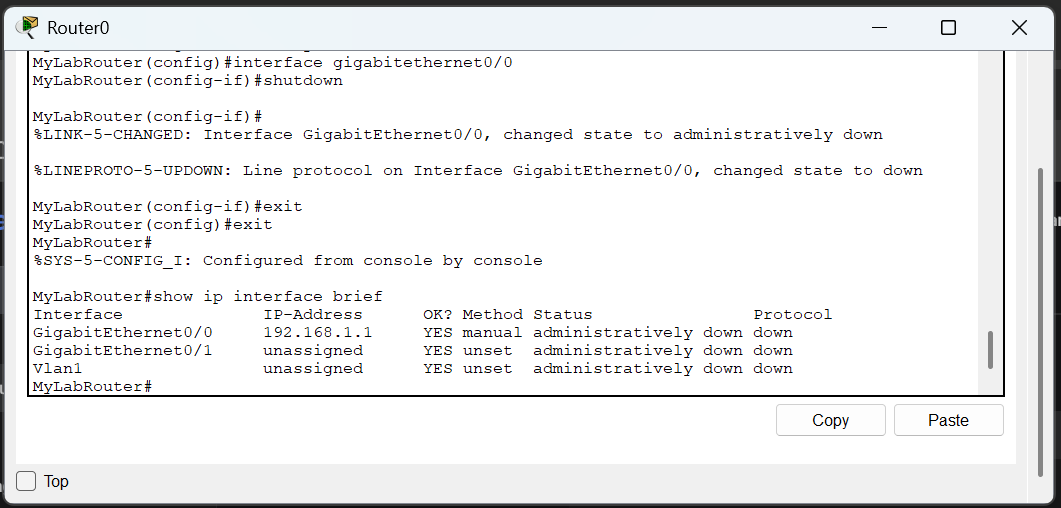 Router0
MyLabRouter(config)#interface gigabitethernet0/0
MyLabRouter(config-if)#shutdown
MyLabRouter(config-if)#
%LINK-5-CHANGED: Interface GigabitEthernet0/0, changed state to administratively down
%LINEPROTO-5-UPDOWN: Line protocol on Interface GigabitEthernet0/0, changed state to down
MyLabRouter(config-if)#exit
MyLabRouter(config)#exit
MyLabRouter#
%SYS-5-CONFIG_I: Configured from console by console
MyLabRouter#show ip interface brief
Interface IP-Address OK? Method Status Protocol
GigabitEthernet0/0 192.168.1.1 YES manual administratively down down
GigabitEthernet0/1 unassigned YES unset administratively down down
Vlan1 unassigned YES unset administratively down down
MyLabRouter#
Copy Paste
Top